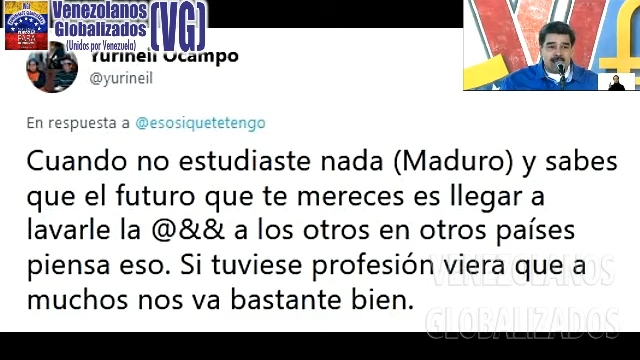 Venezolanos
Globalizados
(Unidos por Venezuela)
(VG)
Yurineil Ocampo
@yurineil
En respuesta a @esosiquetetengo
Cuando no estudiaste nada (Maduro) y sabes
que el futuro que te mereces es llegar a
lavarle la @&& a los otros en otros países
piensa eso. Si tuviese profesión viera que a
muchos nos va bastante bien.
VENEZOLANOS
GLOBALIZADOS